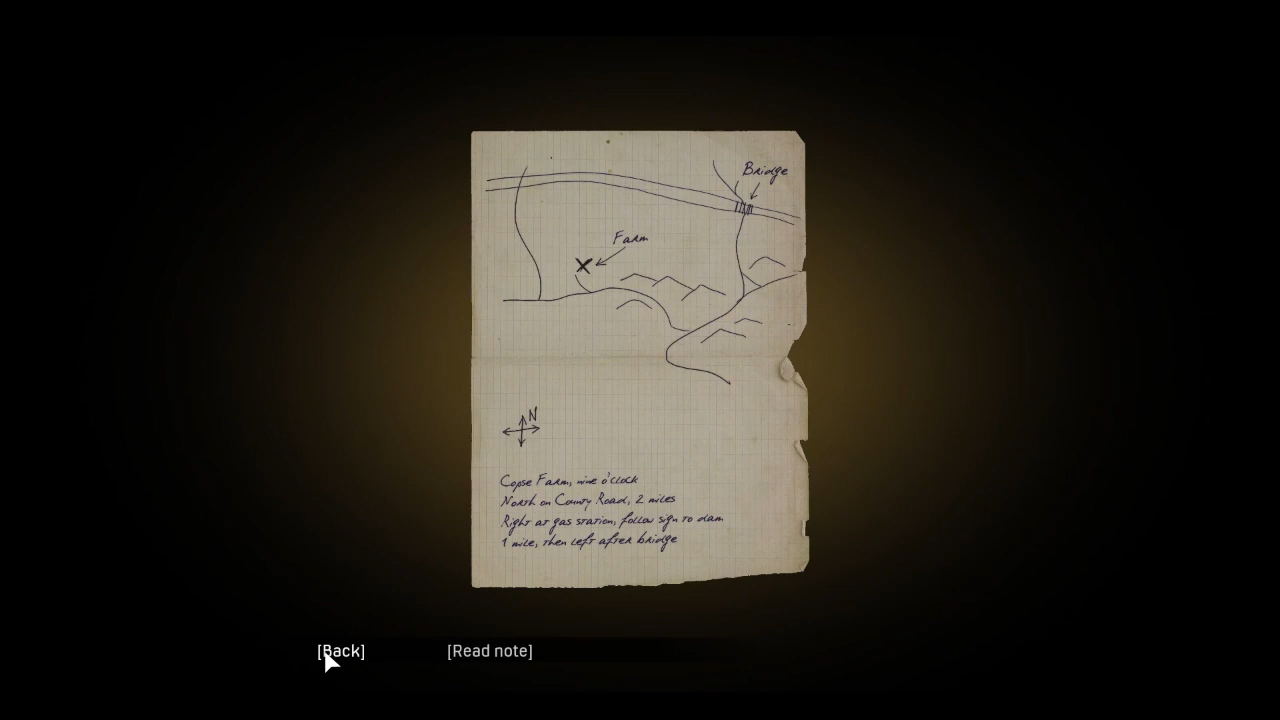 Bridge
Farm
N
Copse Farm, nine o'clock
North on County Road, 2 miles
Right at gas station, follow sign to dam
1 mile, then left after bridge
[Back]
[Read note]